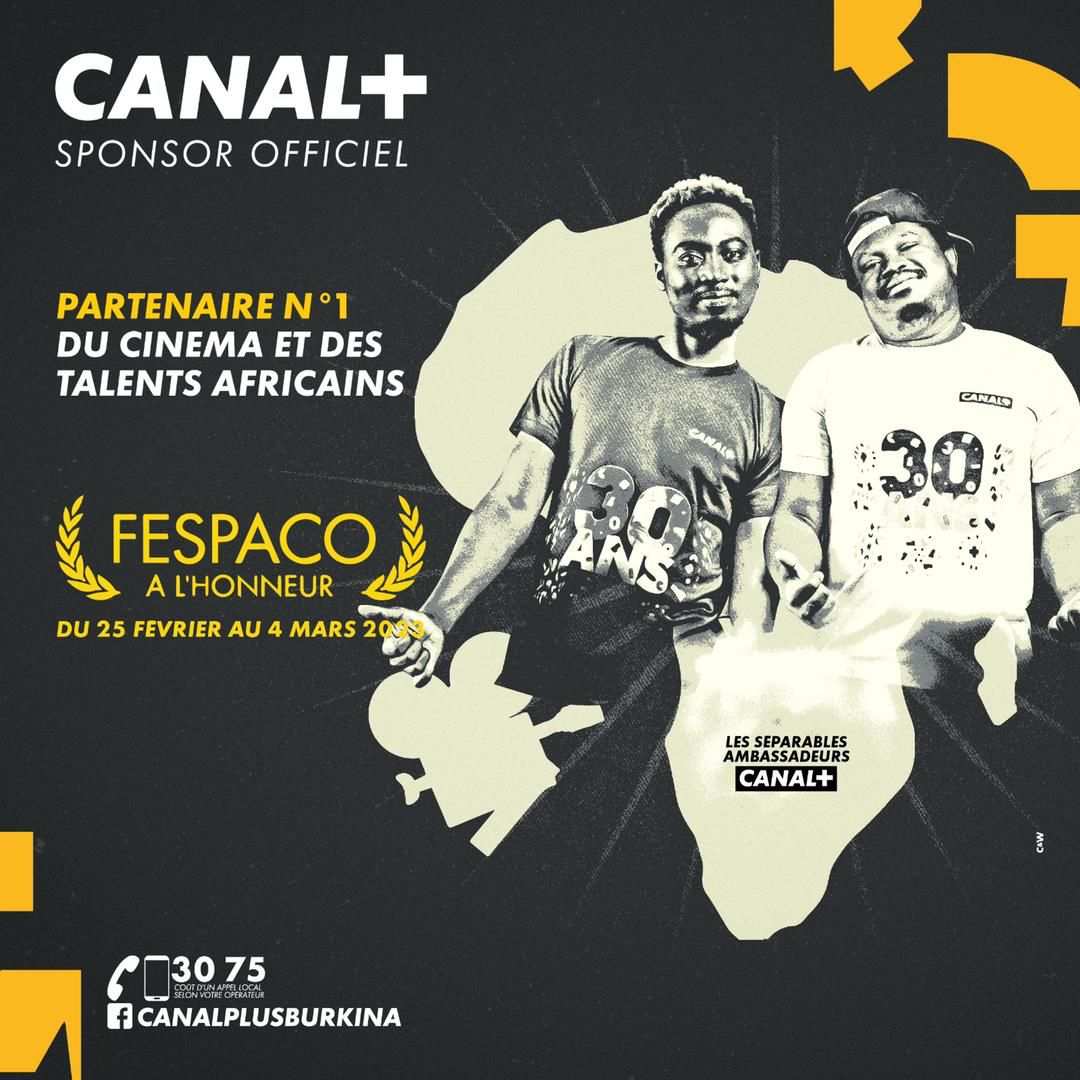 CANAL+
SPONSOR OFFICIEL
PARTENAIRE N°1
DU CINEMA ET DES
TALENTS AFRICAINS
FESPACO
A L'HONNEUR
DU 25 FEVRIER AU 4 MARS 2023
CANAL+
30
ANS
CANAL+
30
ANS
LES SEPARABLES
AMBASSADEURS
CANAL+
C&W
30 75
COÛT D'UN APPEL LOCAL
SELON VOTRE OPERATEUR
CANALPLUSBURKINA